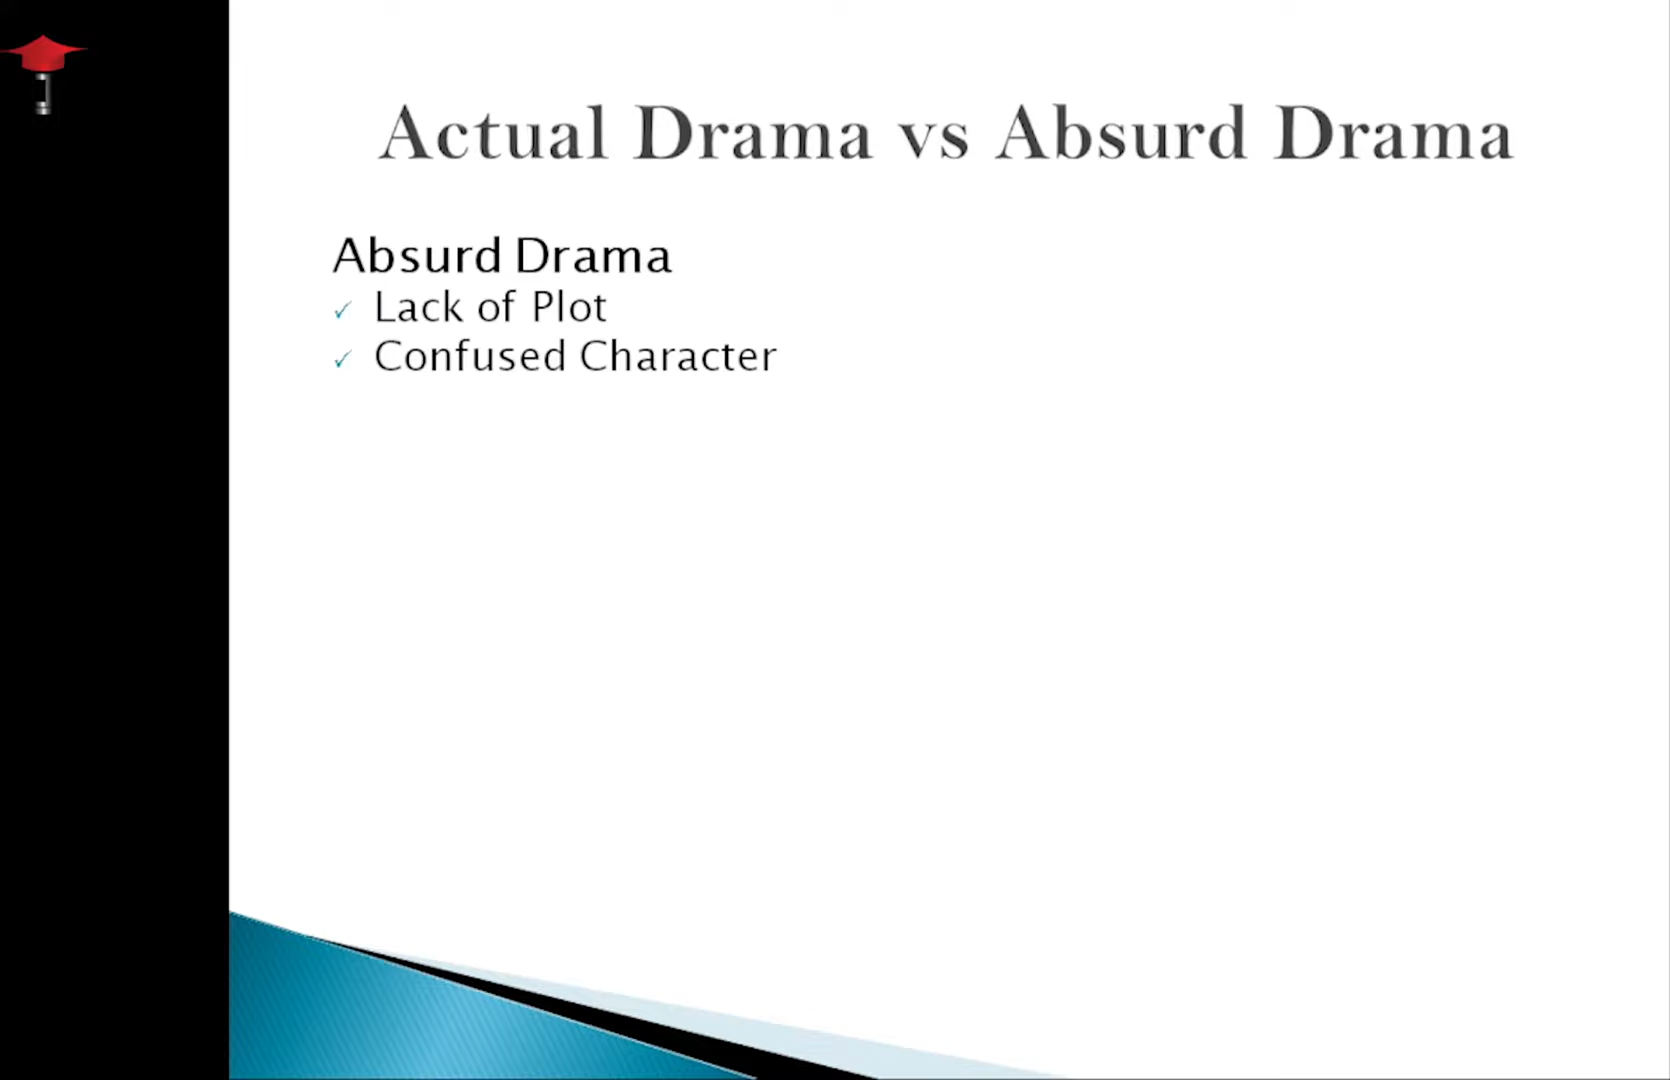 Actual Drama vs Absurd Drama
Absurd Drama
✓ Lack of Plot
✓ Confused Character